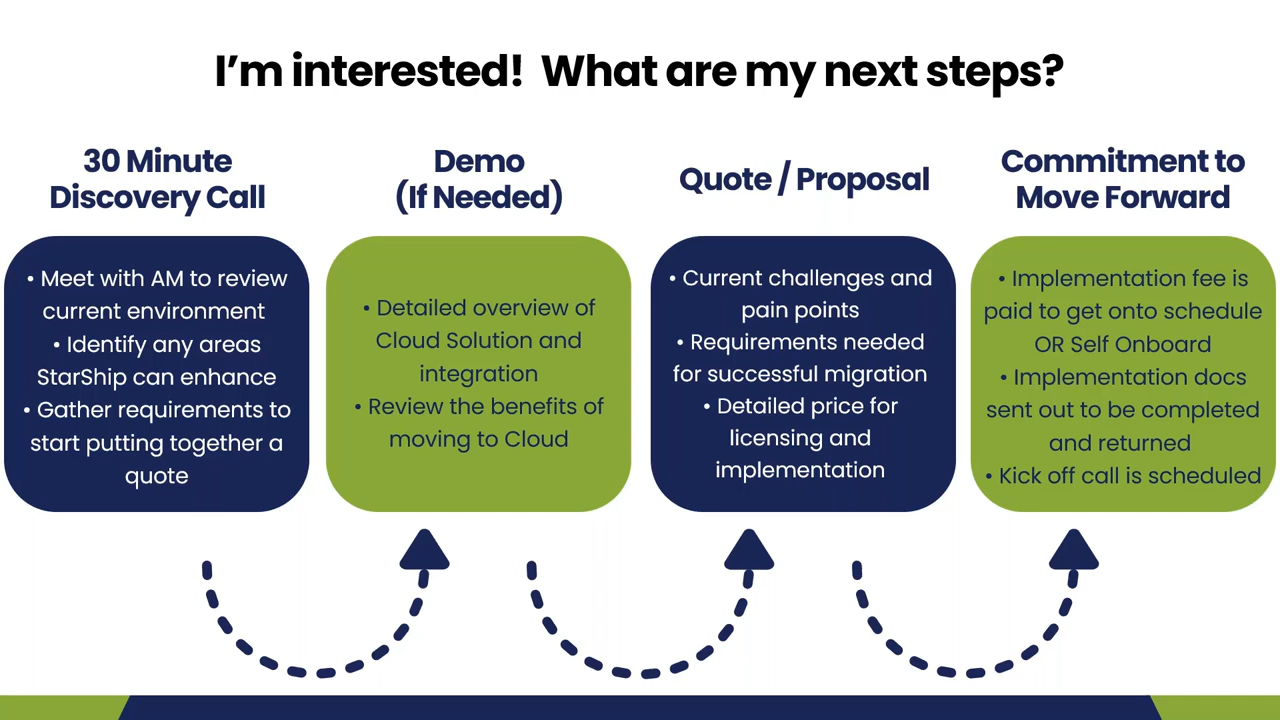 I'm interested!  What are my next steps?
30 Minute
Discovery Call
• Meet with AM to review
current environment
• Identify any areas
StarShip can enhance
• Gather requirements to
start putting together a
quote
Demo
(If Needed)
• Detailed overview of
Cloud Solution and
integration
• Review the benefits of
moving to Cloud
Quote / Proposal
• Current challenges and
pain points
• Requirements needed
for successful migration
• Detailed price for
licensing and
implementation
Commitment to
Move Forward
• Implementation fee is
paid to get onto schedule
OR Self Onboard
• Implementation docs
sent out to be completed
and returned
• Kick off call is scheduled